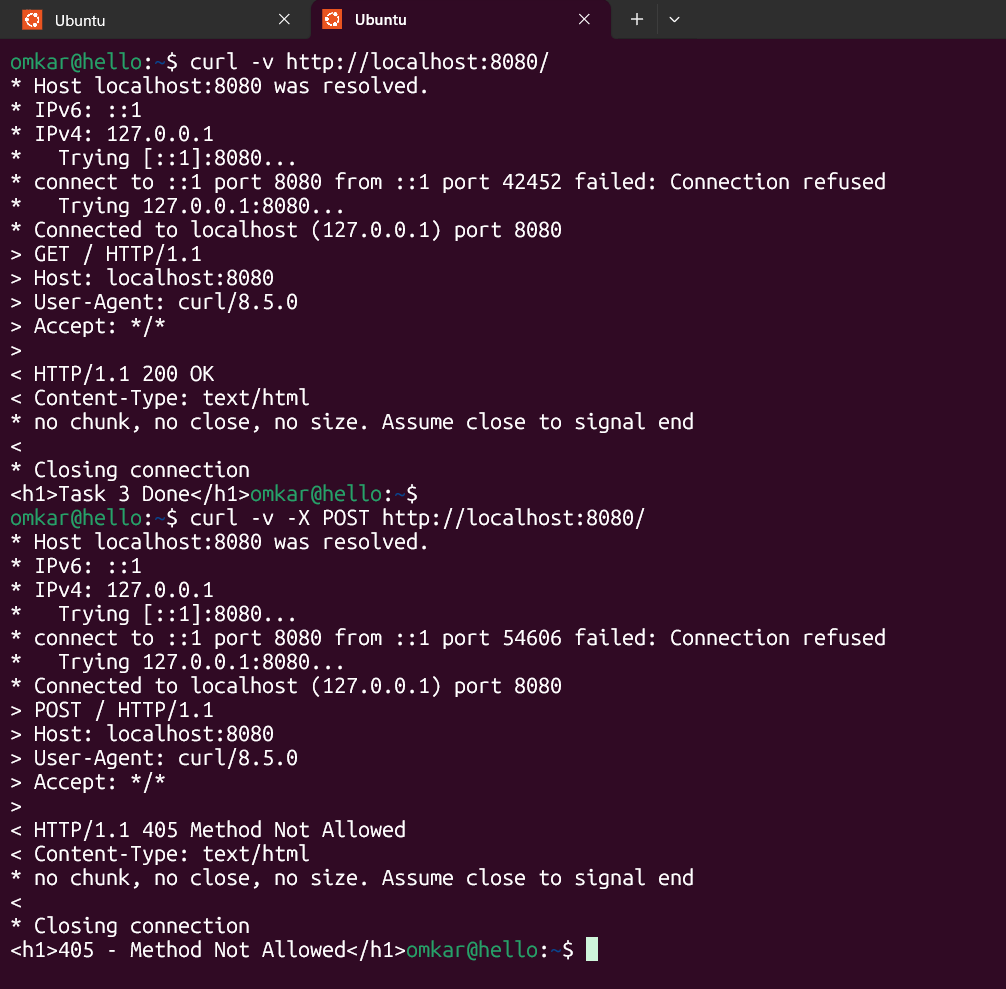 Ubuntu
Ubuntu
omkar@hello:~$ curl -v http://localhost:8080/
* Host localhost:8080 was resolved.
* IPv6: ::1
* IPv4: 127.0.0.1
*   Trying [::1]:8080...
* connect to ::1 port 8080 from ::1 port 42452 failed: Connection refused
*   Trying 127.0.0.1:8080...
* Connected to localhost (127.0.0.1) port 8080
> GET / HTTP/1.1
> Host: localhost:8080
> User-Agent: curl/8.5.0
> Accept: */*
>
< HTTP/1.1 200 OK
< Content-Type: text/html
* no chunk, no close, no size. Assume close to signal end
<
* Closing connection
<h1>Task 3 Done</h1>omkar@hello:~$
omkar@hello:~$ curl -v -X POST http://localhost:8080/
* Host localhost:8080 was resolved.
* IPv6: ::1
* IPv4: 127.0.0.1
*   Trying [::1]:8080...
* connect to ::1 port 8080 from ::1 port 54606 failed: Connection refused
*   Trying 127.0.0.1:8080...
* Connected to localhost (127.0.0.1) port 8080
> POST / HTTP/1.1
> Host: localhost:8080
> User-Agent: curl/8.5.0
> Accept: */*
>
< HTTP/1.1 405 Method Not Allowed
< Content-Type: text/html
* no chunk, no close, no size. Assume close to signal end
<
* Closing connection
<h1>405 - Method Not Allowed</h1>omkar@hello:~$